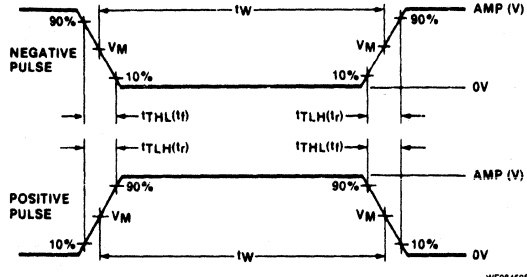 tW
AMP (V)
90%
90%
NEGATIVE
PULSE
VM
VM
10%
10%
0V
tTHL(tf)
tTLH(tr)
tTLH(tr)
tTHL(tf)
AMP (V)
POSITIVE
PULSE
90%
90%
VM
VM
10%
10%
tW
0V